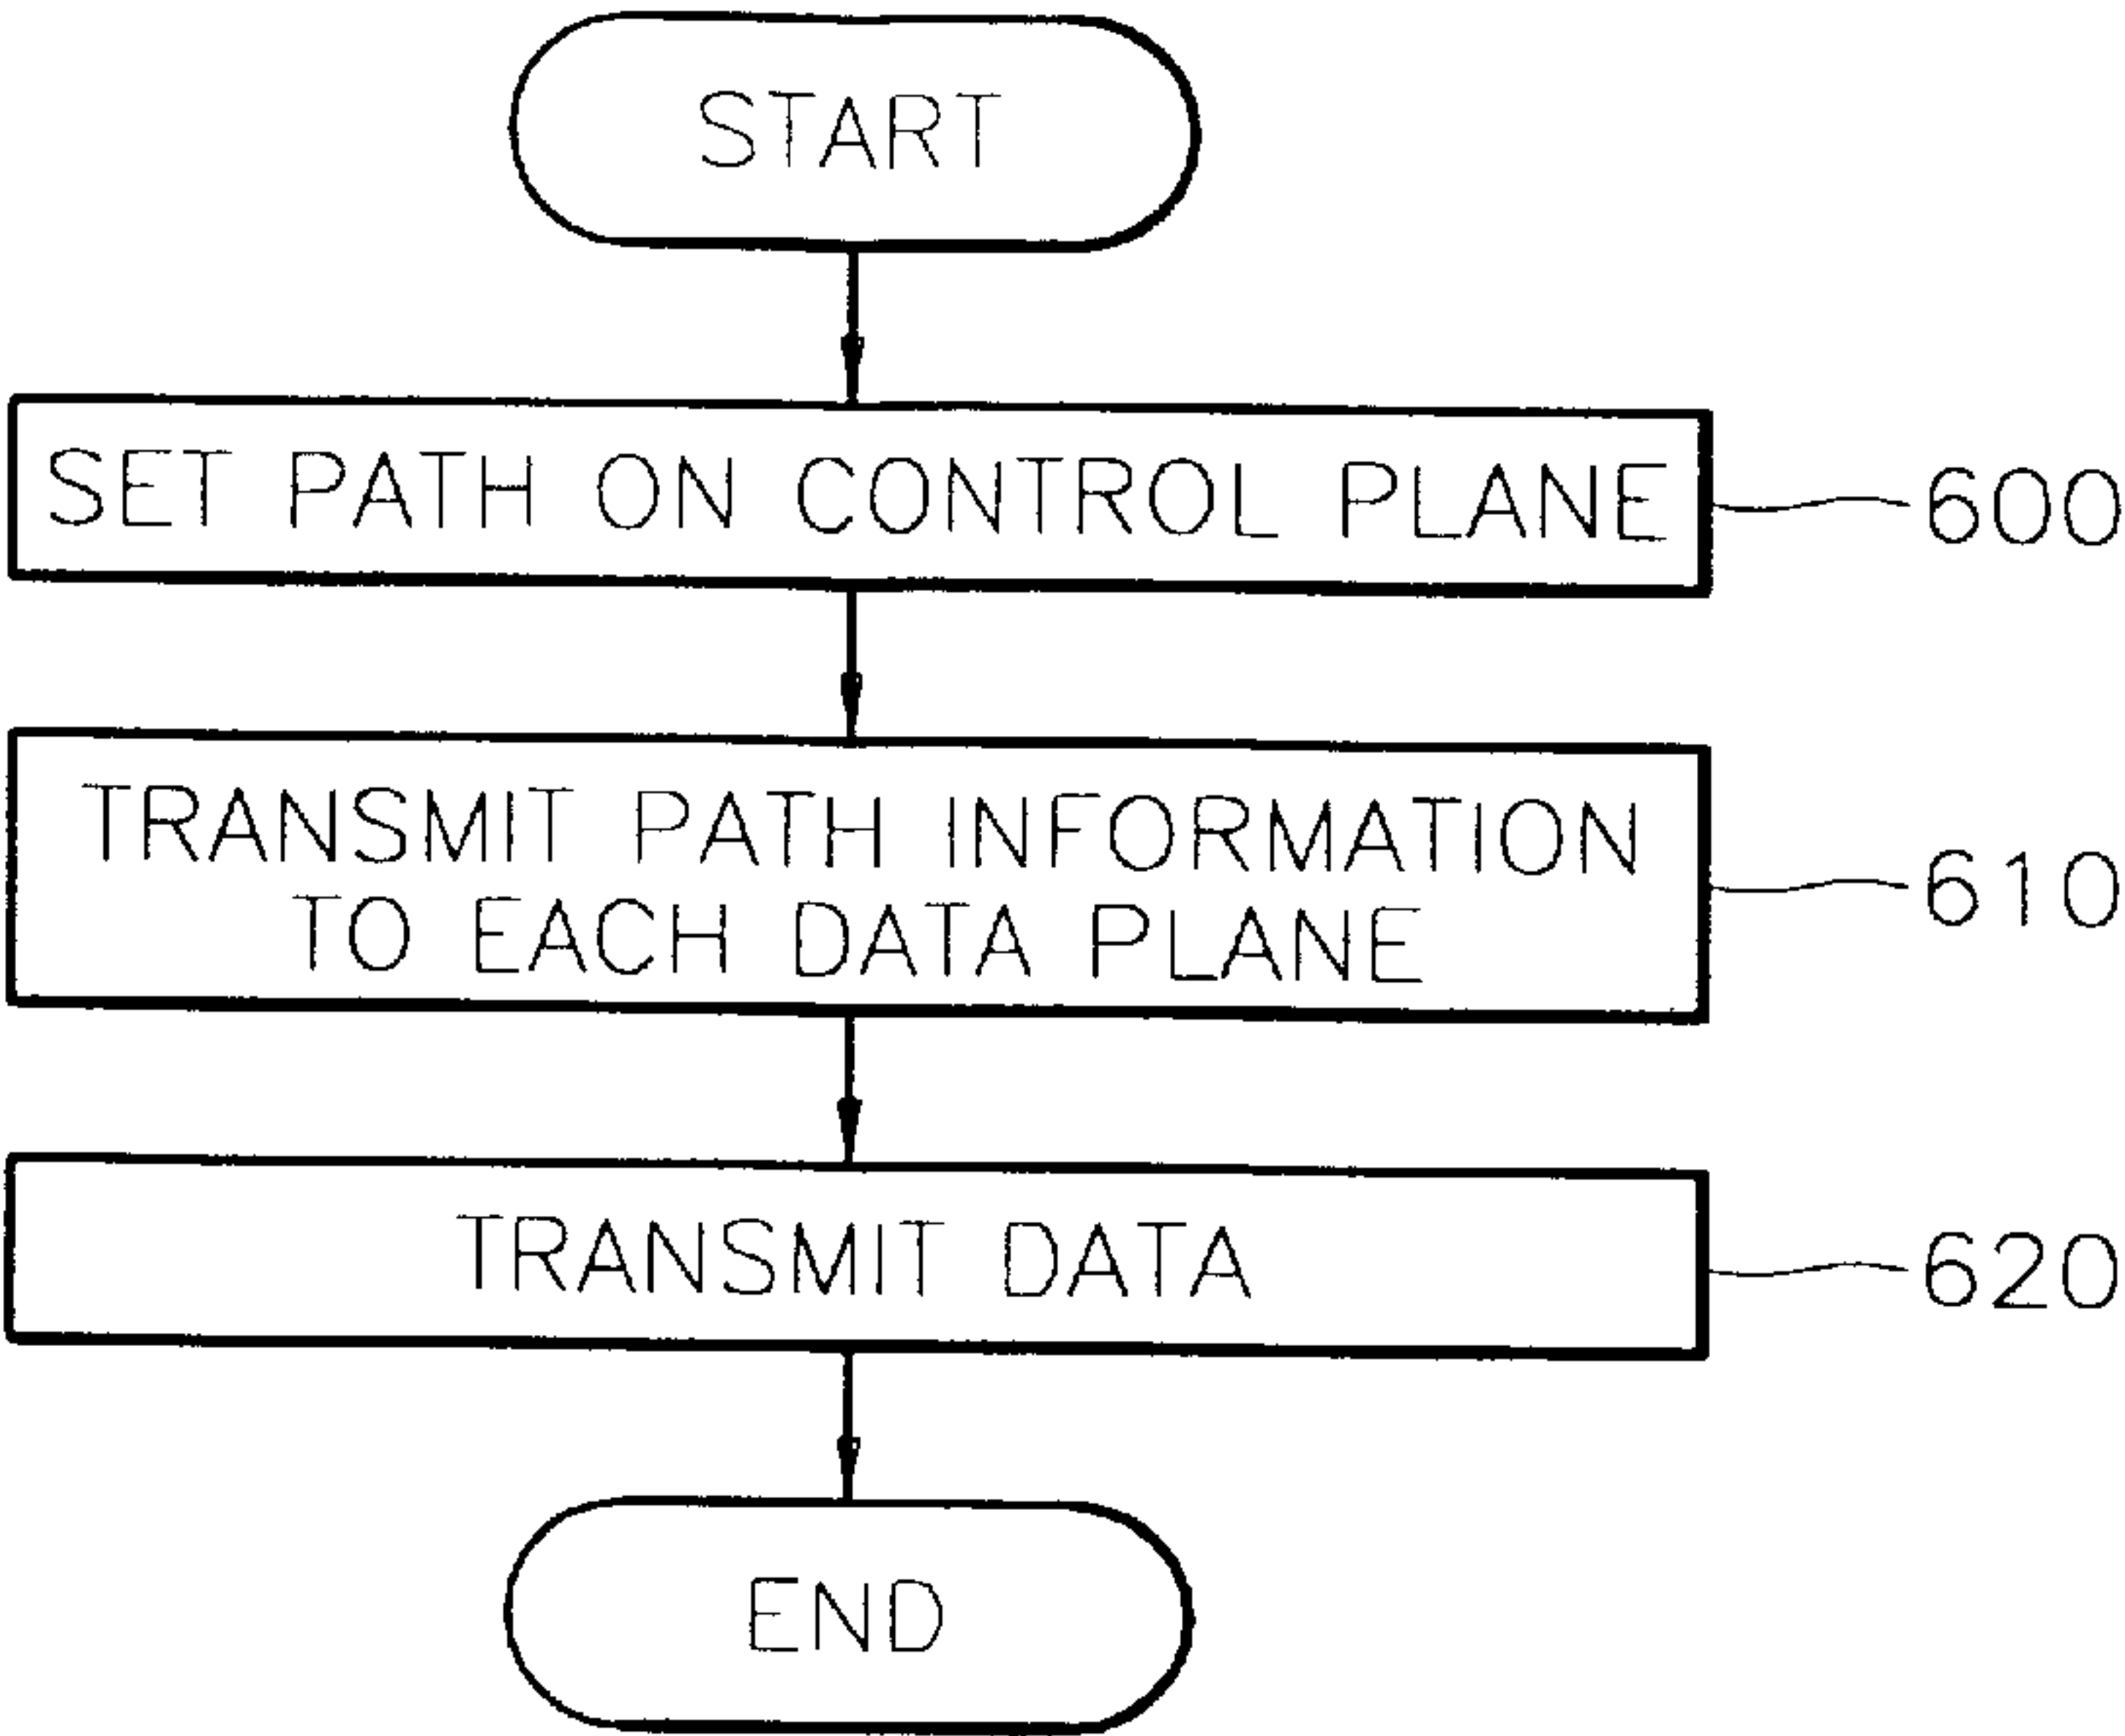 START
SET PATH ON CONTROL PLANE
600
TRANSMIT PATH INFORMATION
TO EACH DATA PLANE
610
TRANSMIT DATA
620
END